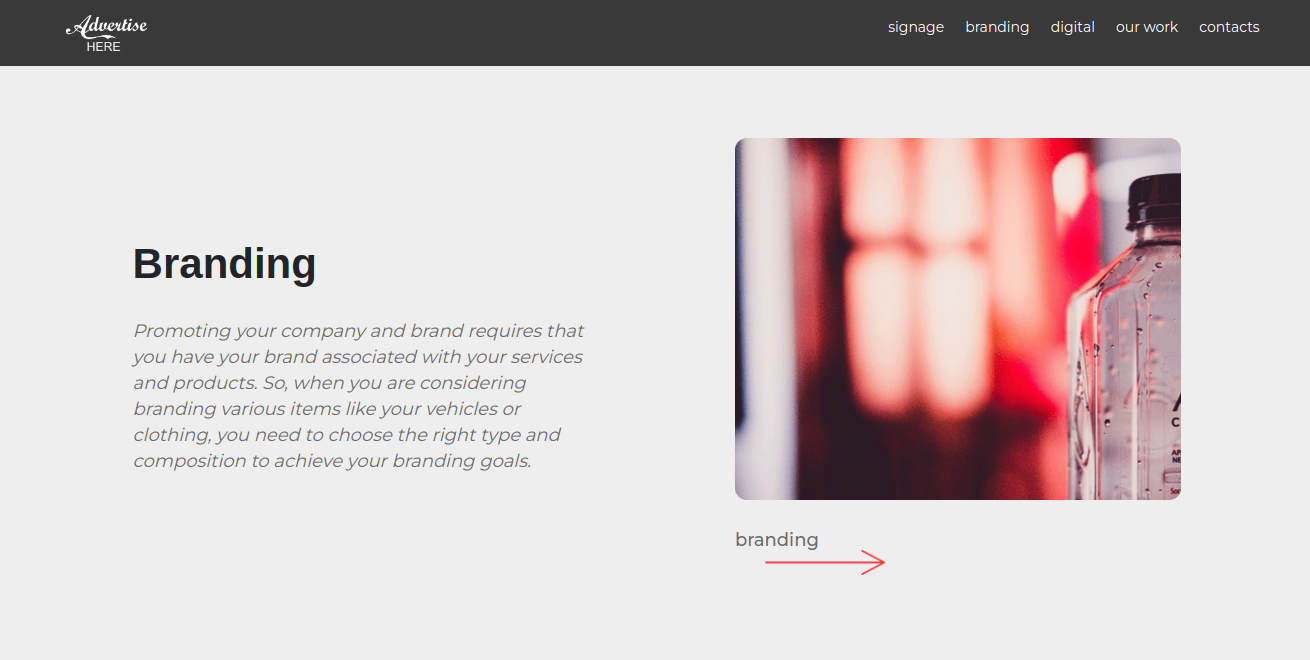 Advertise
HERE
signage branding digital our work contacts
Branding
Promoting your company and brand requires that
you have your brand associated with your services
and products. So, when you are considering
branding various items like your vehicles or
clothing, you need to choose the right type and
composition to achieve your branding goals.
branding